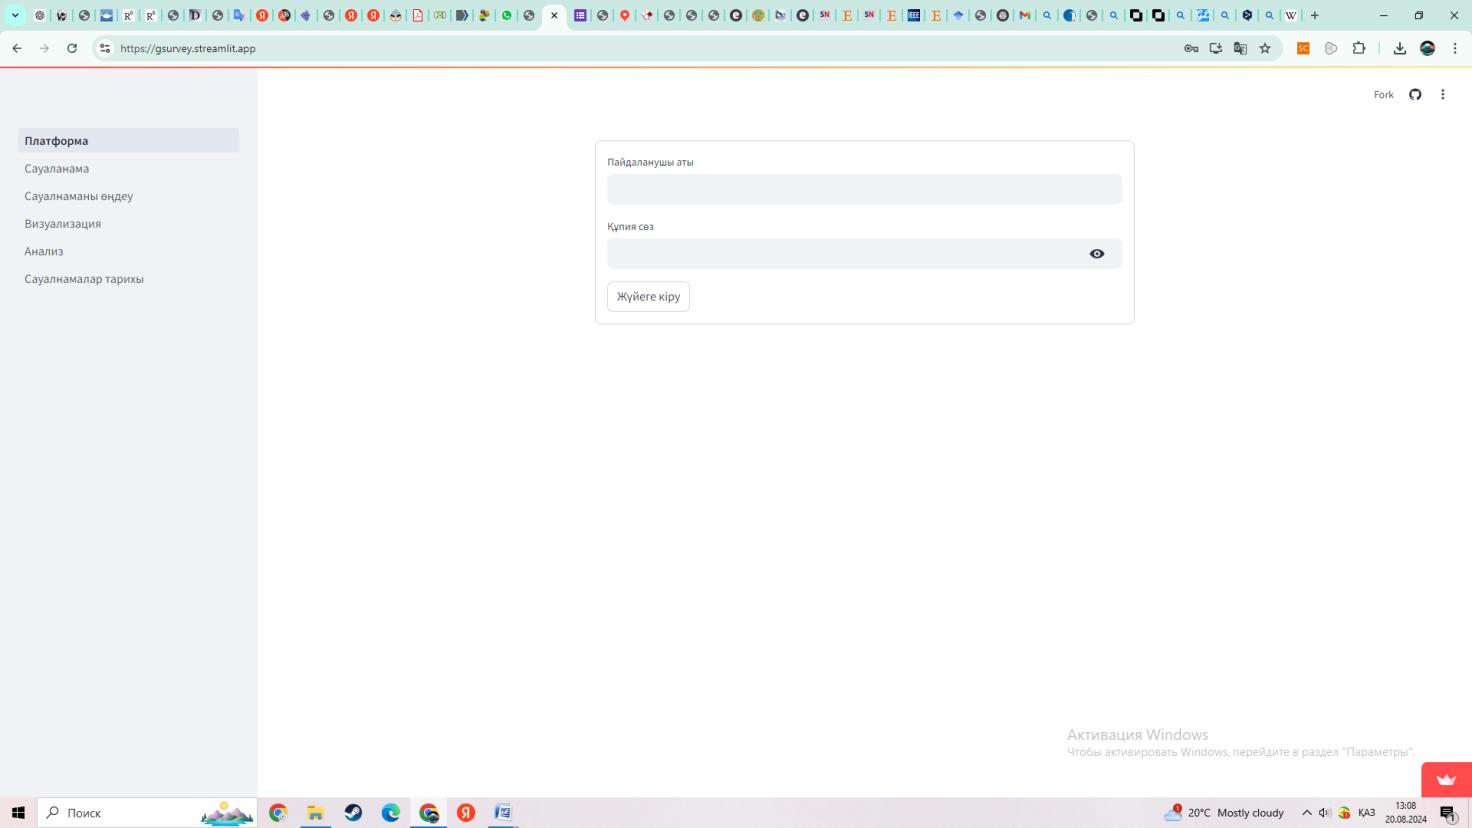 https://gsurvey.streamlit.app
Fork
Платформа
Сауаланама
Сауалнаманы өңдеу
Визуализация
Анализ
Сауалнамалар тарихы
Пайдаланушы аты
Құпия сөз
Жүйеге кіру
Активация Windows
Чтобы активировать Windows, перейдите в раздел "Параметры".
Поиск
20°C Mostly cloudy
ҚАЗ
13:08
20.08.2024